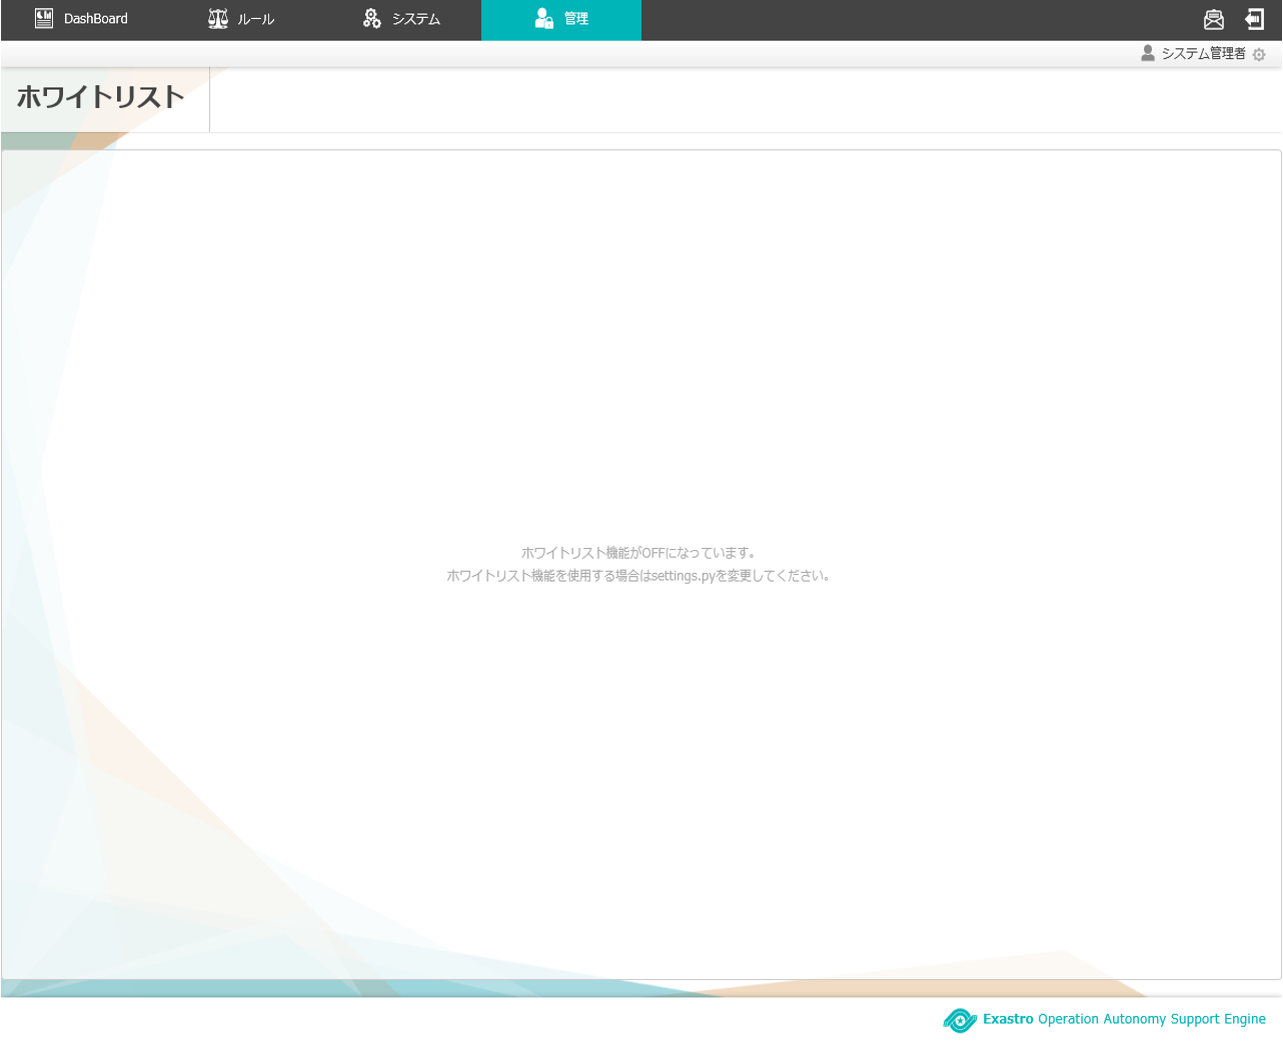 DashBoard ルール システム 管理
システム管理者
ホワイトリスト
ホワイトリスト機能がOFFになっています。
ホワイトリスト機能を使用する場合はsettings.pyを変更してください。
Exastro Operation Autonomy Support Engine